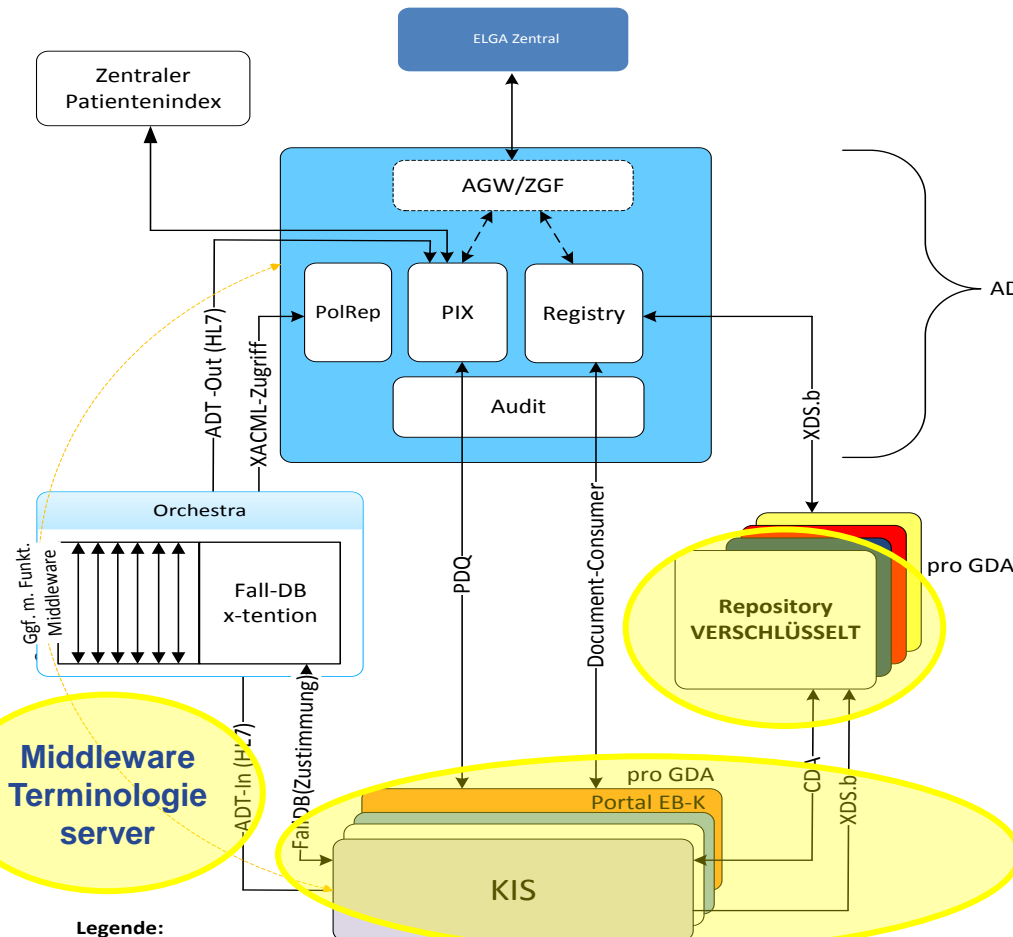 ELGA Zentral
Zentraler
Patientenindex
AGW/ZGF
PolRep
PIX
Registry
Audit
ADT -Out (HL7)
XACML-Zugriff
XDS.b
Orchestra
Ggf. m. Funkt.
Middleware
Fall-DB
x-tention
PDQ
Document-Consumer
pro GDA
Repository
VERSCHLÜSSELT
Middleware
Terminologie
server
ADT-In (HL7)
FallDB(Zustimmung)
pro GDA
Portal EB-K
CDA
XDS.b
KIS
Legende: